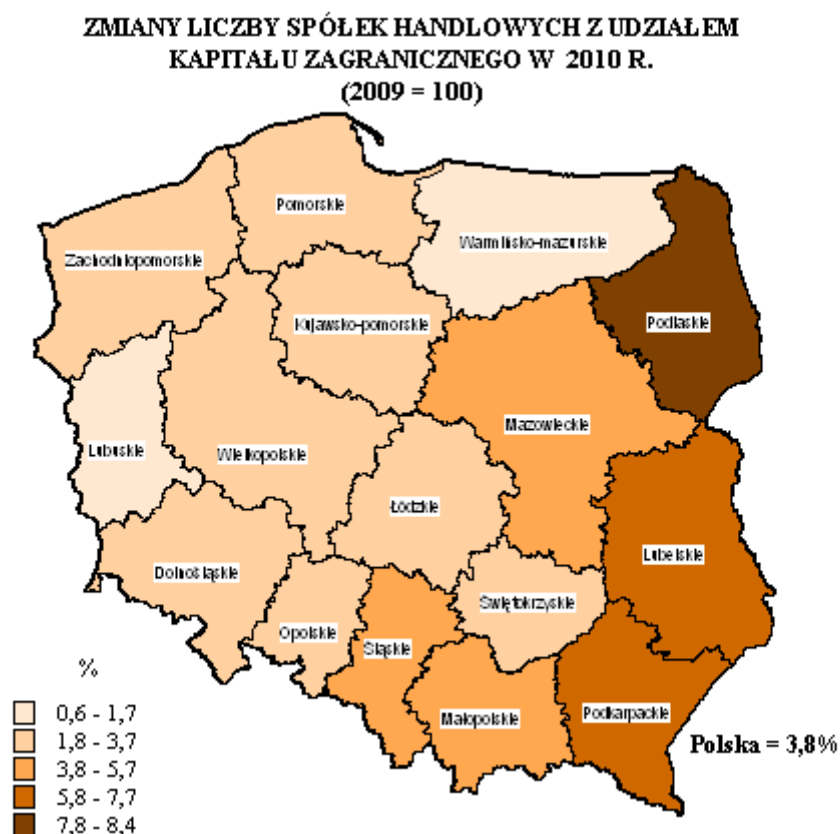 ZMIANY LICZBY SPÓŁEK HANDLOWYCH Z UDZIAŁEM
KAPITAŁU ZAGRANICZNEGO W 2010 R.
(2009 = 100)
Pomorskie
Warmińsko-mazurskie
Zachodniopomorskie
Kujawsko-pomorskie
Podlaskie
Mazowieckie
Lubuskie
Wielkopolskie
Łódzkie
Lubelskie
Dolnośląskie
Świętokrzyskie
Opolskie
Śląskie
Małopolskie
Podkarpackie
%
0,6 - 1,7
1,8 - 3,7
3,8 - 5,7
5,8 - 7,7
7,8 - 8,4
Polska = 3,8%